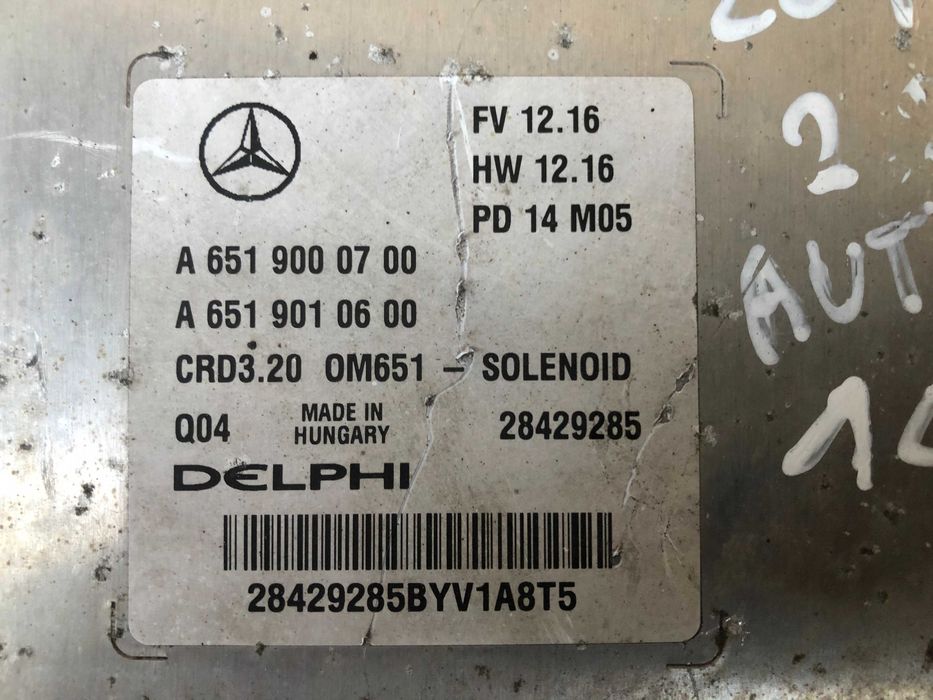 FV 12.16
HW 12.16
PD 14 M05
A 651 900 07 00
A 651 901 06 00
CRD3.20 OM651 – SOLENOID
Q04 MADE IN HUNGARY 28429285
DELPHI
28429285BYV1A8T5
?
AUT